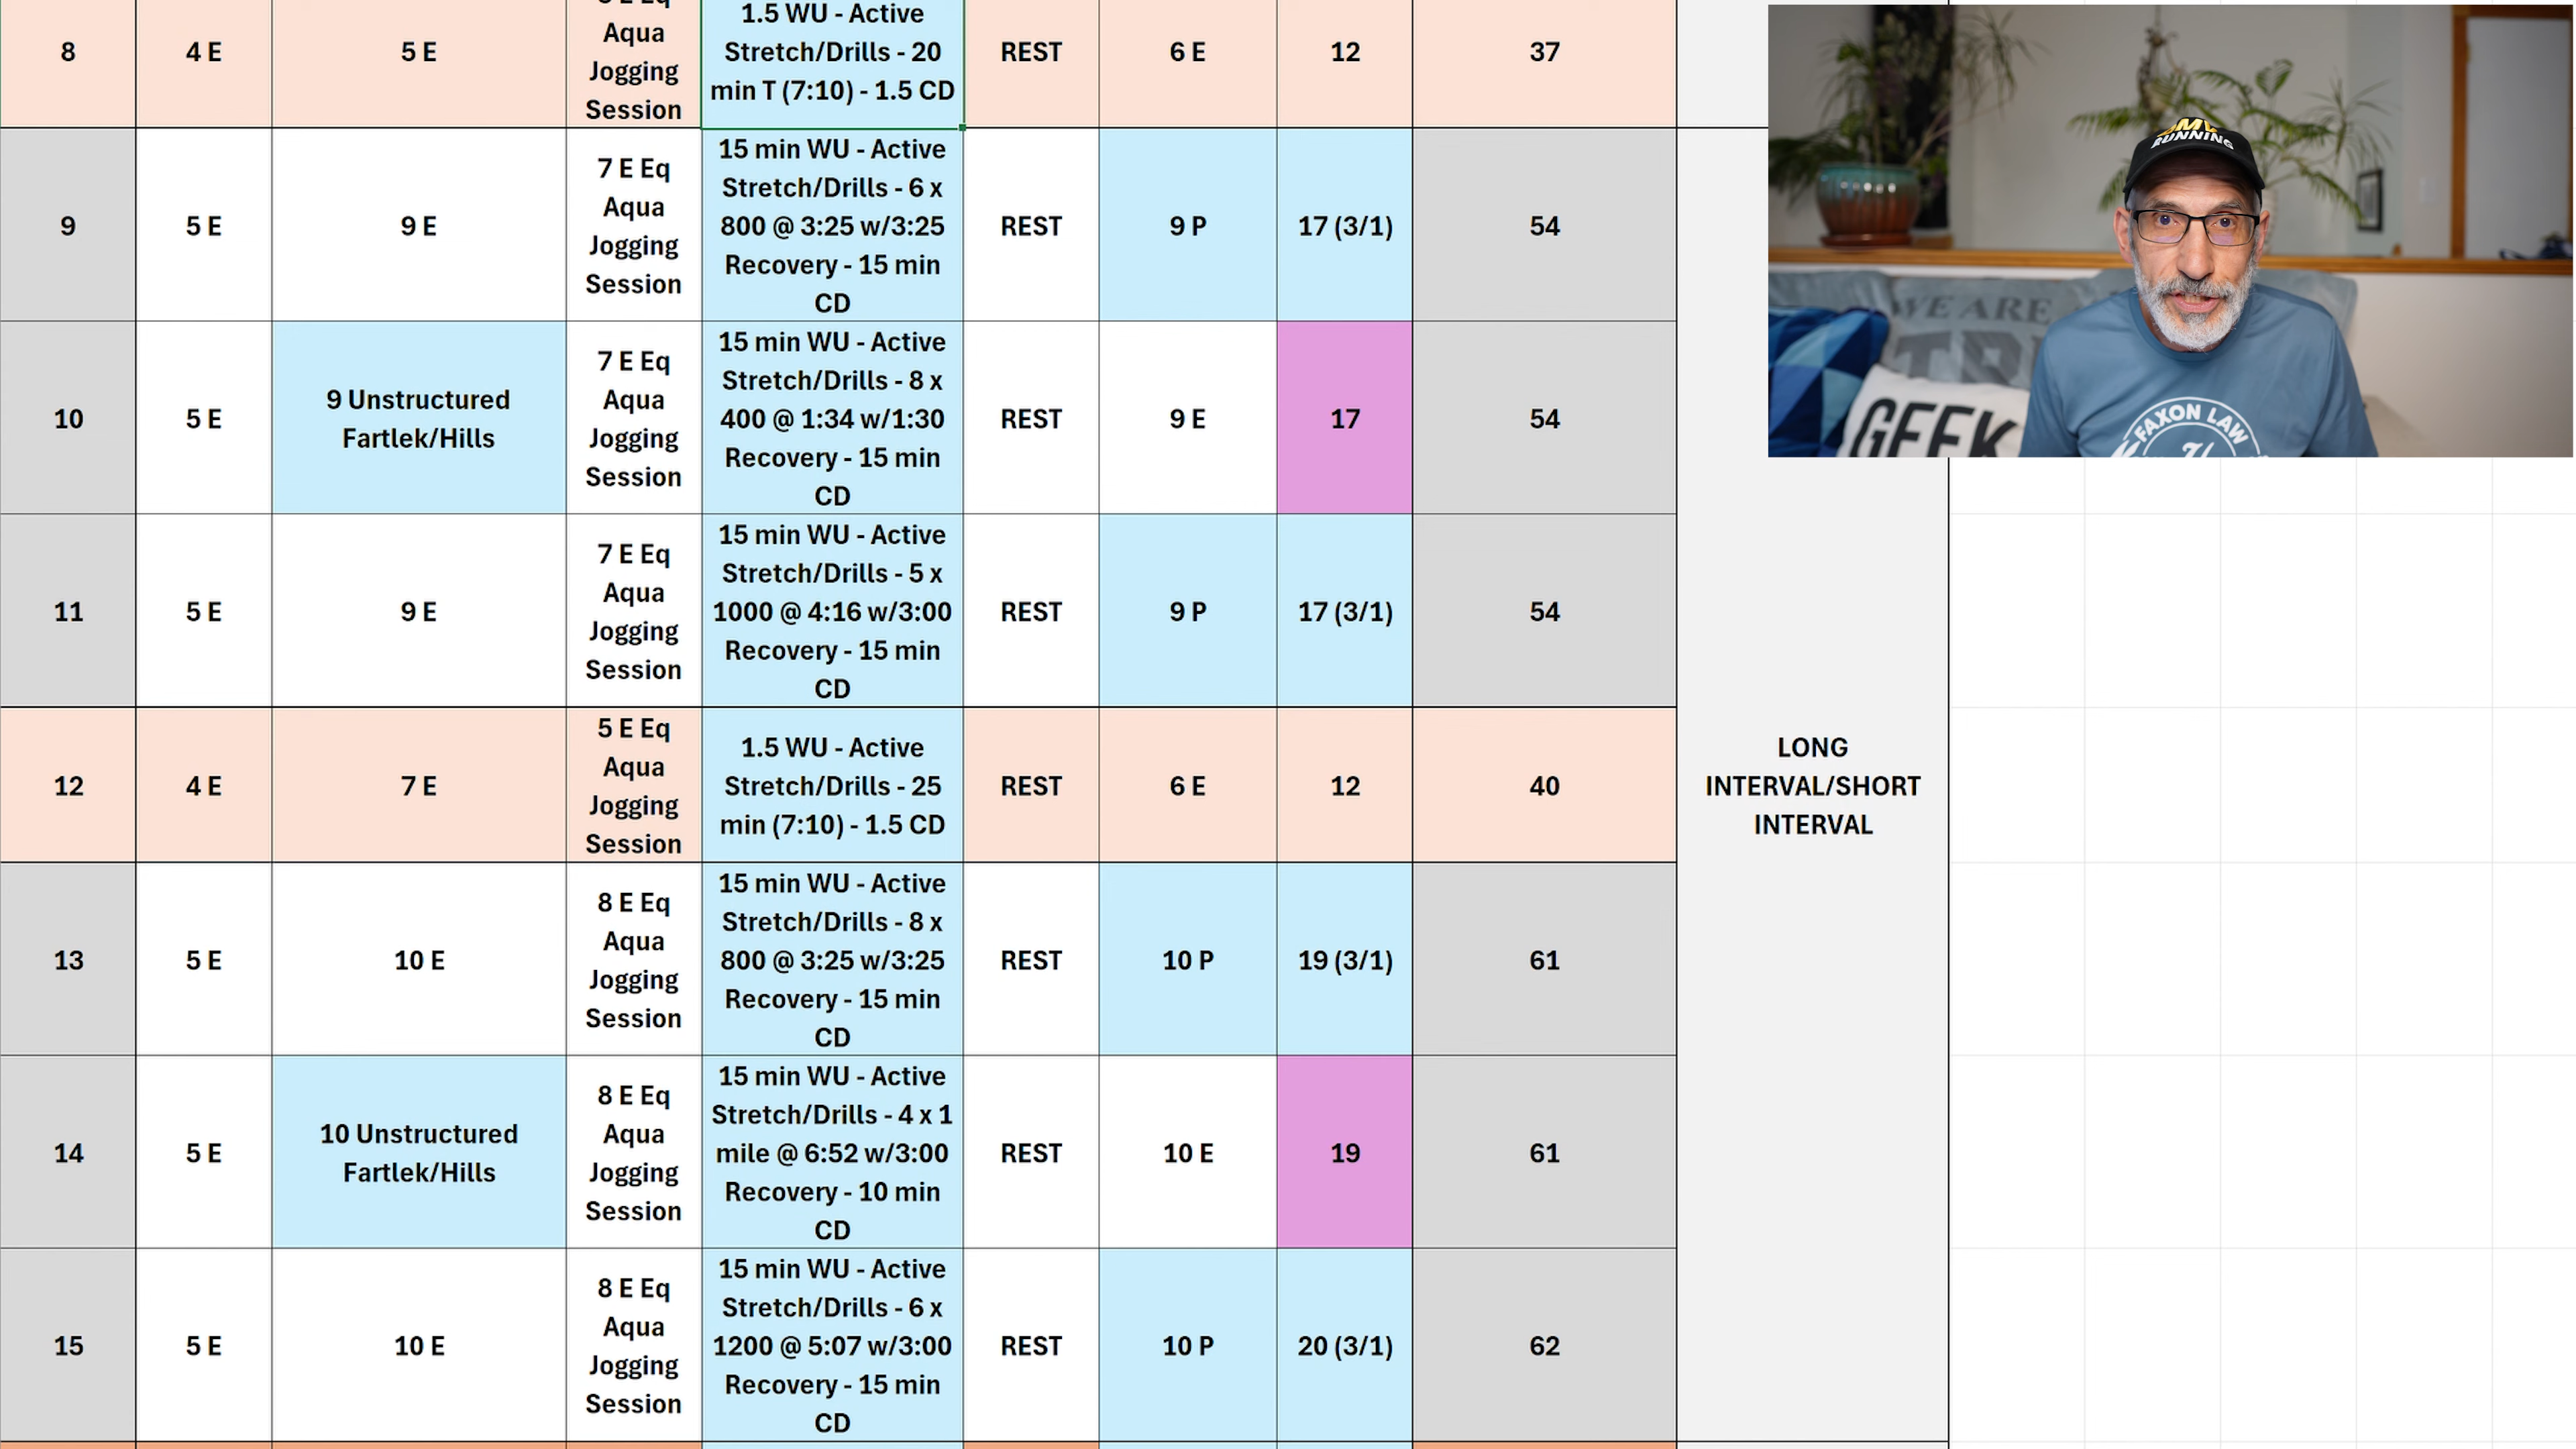 8
4 E
5 E
Aqua
Jogging
Session
1.5 WU - Active
Stretch/Drills - 20
min T (7:10) - 1.5 CD
REST
6 E
12
37
9
5 E
9 E
7 E Eq
Aqua
Jogging
Session
15 min WU - Active
Stretch/Drills - 6 x
800 @ 3:25 w/3:25
Recovery - 15 min
CD
REST
9 P
17 (3/1)
54
10
5 E
9 Unstructured
Fartlek/Hills
7 E Eq
Aqua
Jogging
Session
15 min WU - Active
Stretch/Drills - 8 x
400 @ 1:34 w/1:30
Recovery - 15 min
CD
REST
9 E
17
54
11
5 E
9 E
7 E Eq
Aqua
Jogging
Session
15 min WU - Active
Stretch/Drills - 5 x
1000 @ 4:16 w/3:00
Recovery - 15 min
CD
REST
9 P
17 (3/1)
54
12
4 E
7 E
5 E Eq
Aqua
Jogging
Session
1.5 WU - Active
Stretch/Drills - 25
min (7:10) - 1.5 CD
REST
6 E
12
40
13
5 E
10 E
8 E Eq
Aqua
Jogging
Session
15 min WU - Active
Stretch/Drills - 8 x
800 @ 3:25 w/3:25
Recovery - 15 min
CD
REST
10 P
19 (3/1)
61
14
5 E
10 Unstructured
Fartlek/Hills
8 E Eq
Aqua
Jogging
Session
15 min WU - Active
Stretch/Drills - 4 x 1
mile @ 6:52 w/3:00
Recovery - 10 min
CD
REST
10 E
19
61
15
5 E
10 E
8 E Eq
Aqua
Jogging
Session
15 min WU - Active
Stretch/Drills - 6 x
1200 @ 5:07 w/3:00
Recovery - 15 min
CD
REST
10 P
20 (3/1)
62
LONG
INTERVAL/SHORT
INTERVAL
RUNNING
WE ARE
GEEK
FAXON LAW